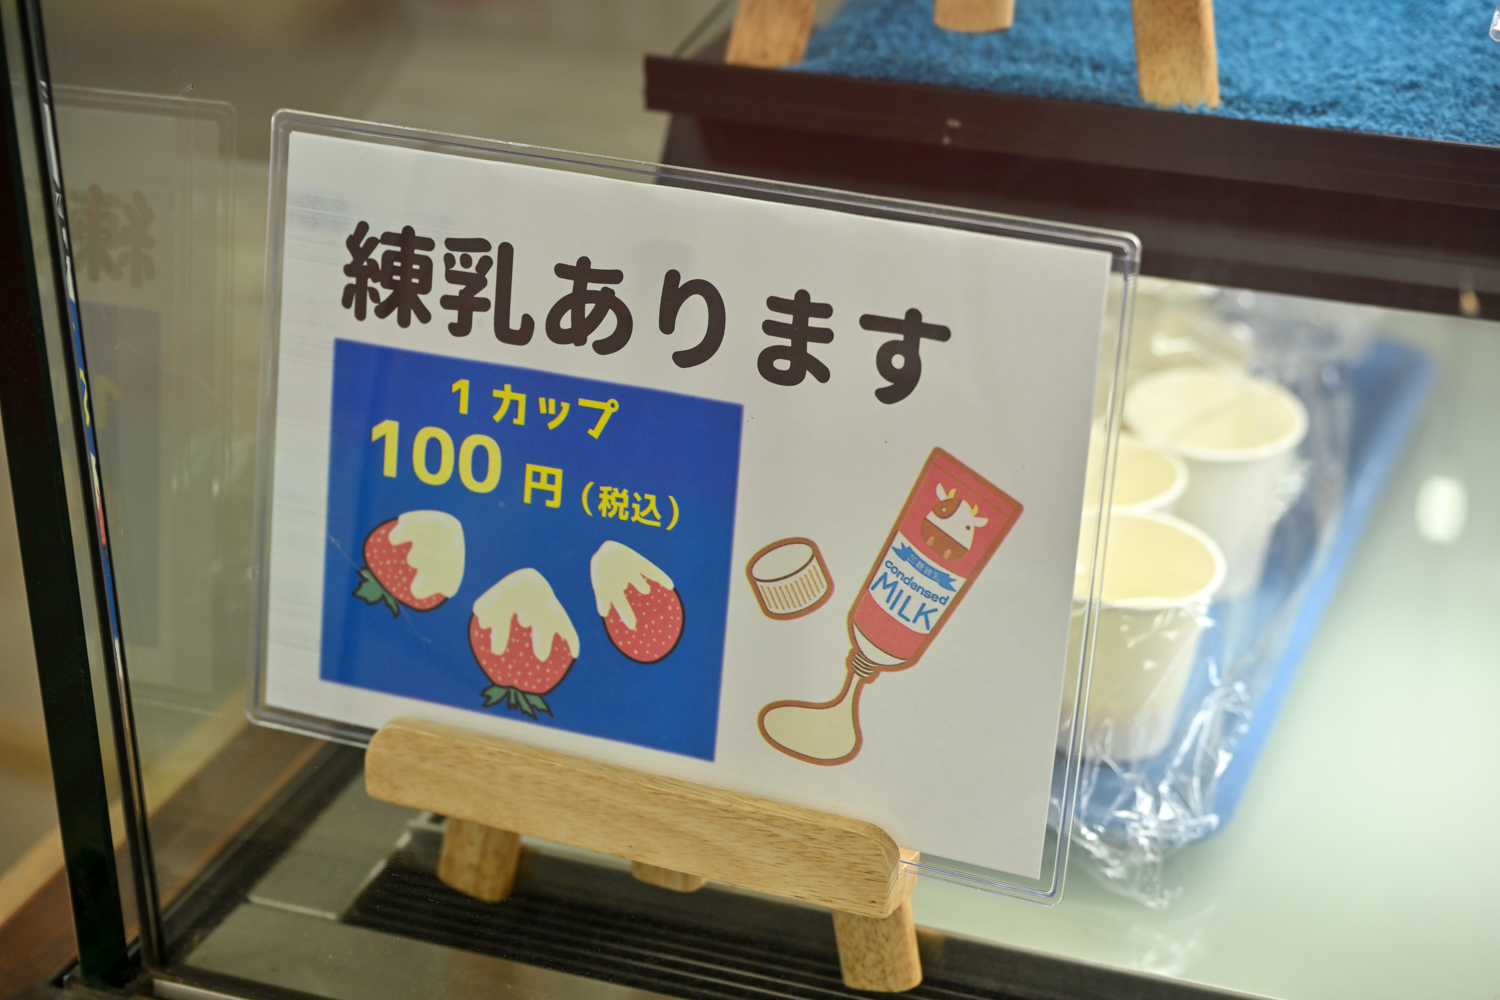 練乳あります
1カップ
100円(税込)
condensed
MILK